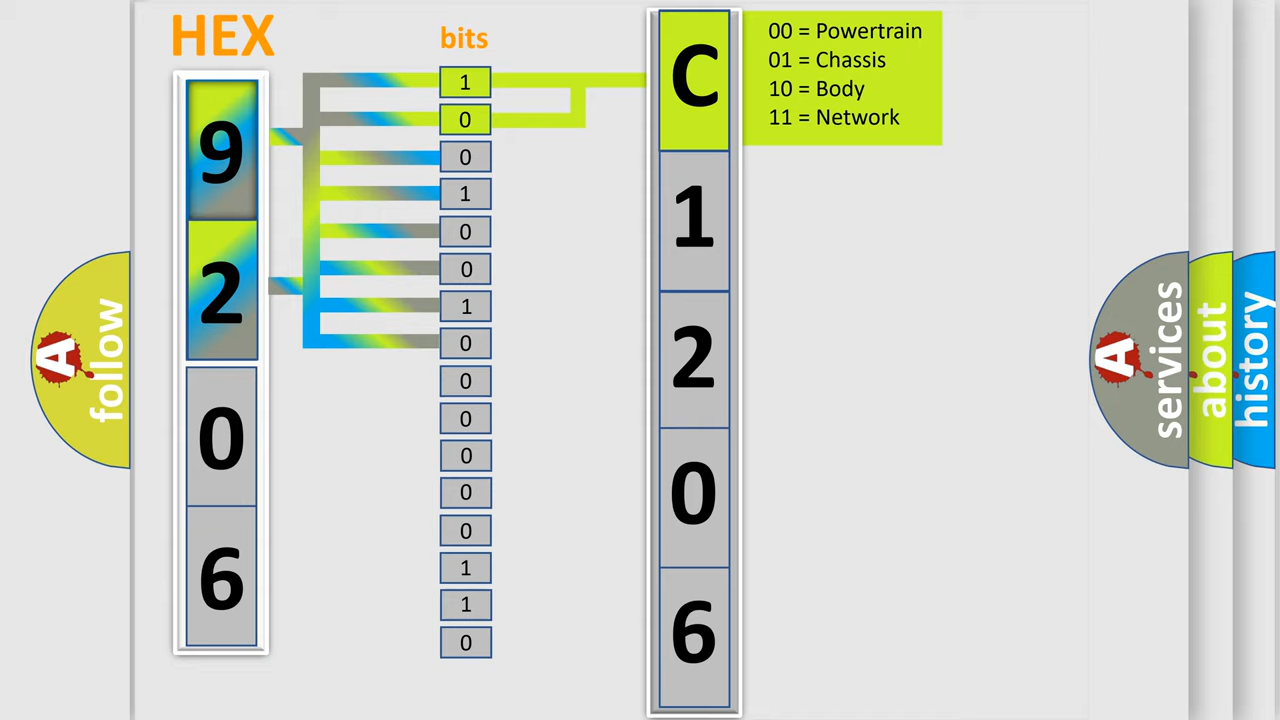 HEX
bits
9
2
0
6
1
0
0
1
0
0
1
0
0
0
0
0
0
1
1
0
C
1
2
0
6
00 = Powertrain
01 = Chassis
10 = Body
11 = Network
A
follow
A
services
about
history